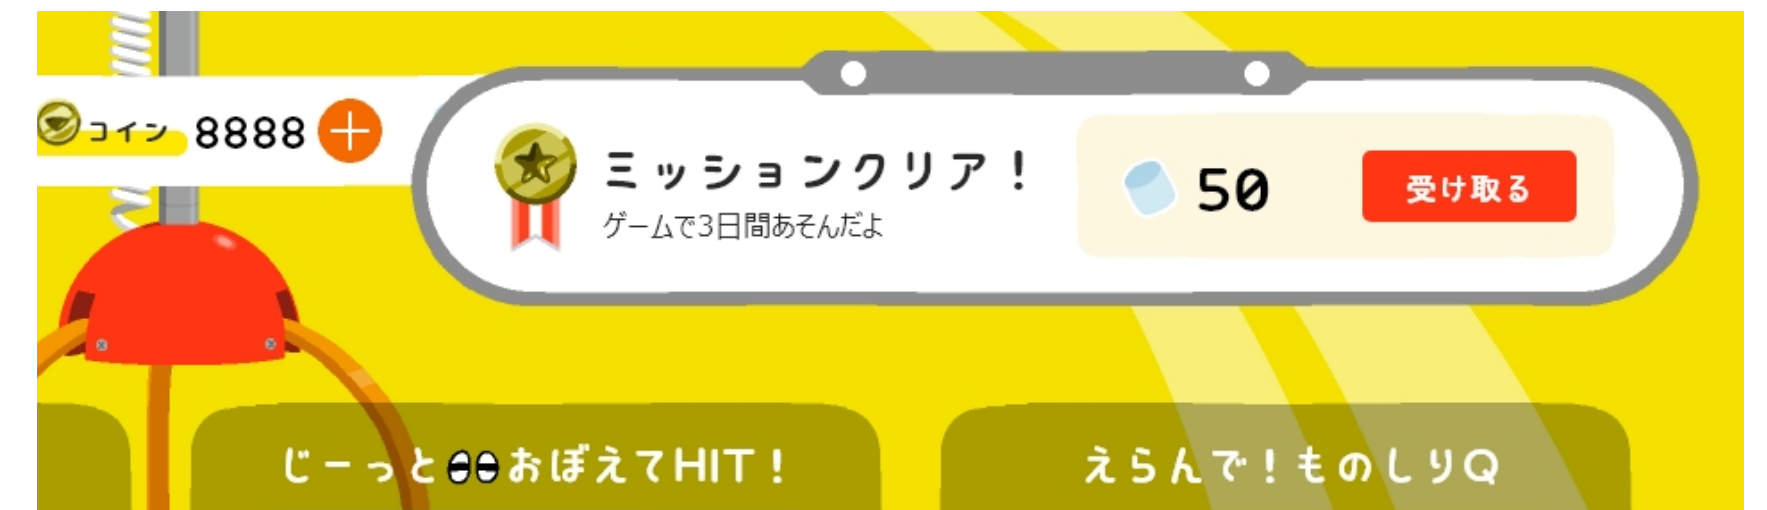 コイン 8888
ミッションクリア！
ゲームで3日間あそんだよ
50
受け取る
じーっと👀おぼえてHIT！
えらんで！ものしりQ